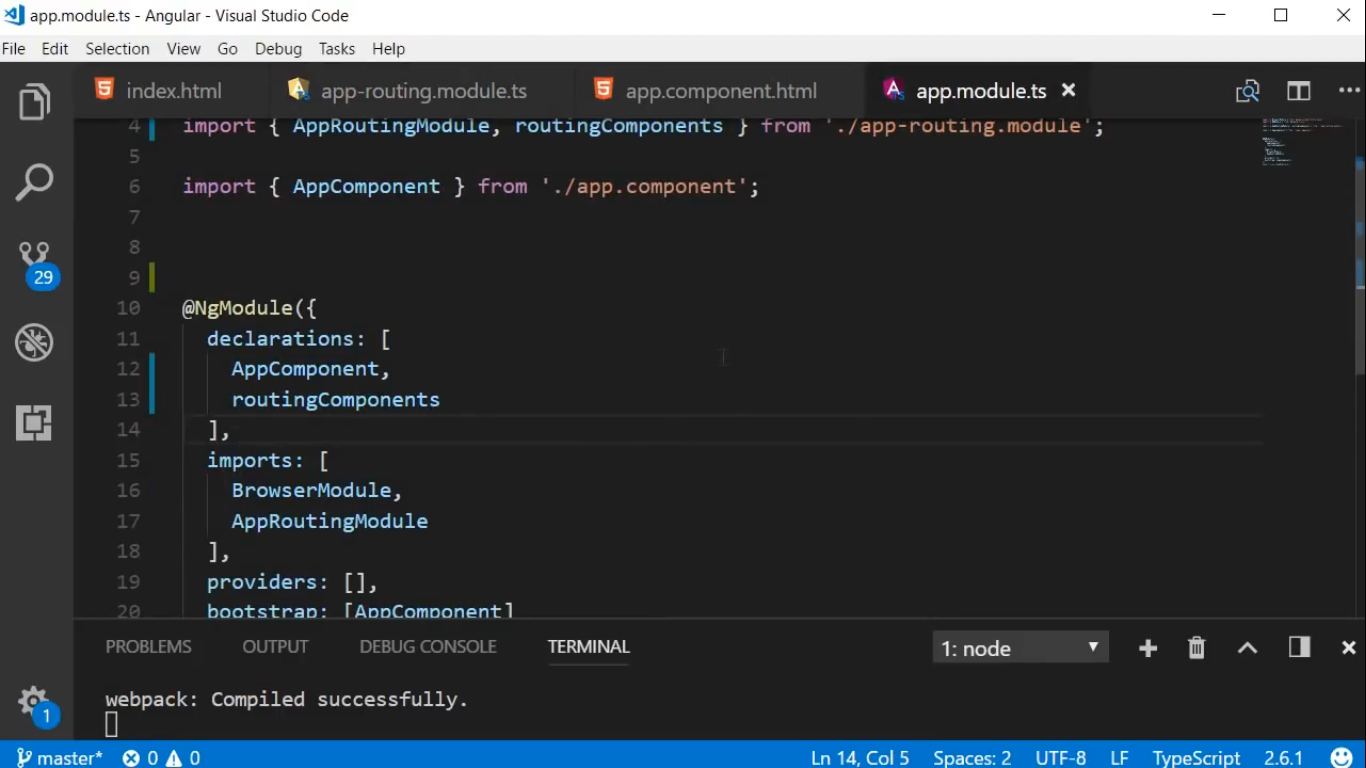 app.module.ts - Angular - Visual Studio Code
File Edit Selection View Go Debug Tasks Help
index.html app-routing.module.ts app.component.html app.module.ts
4 import { AppRoutingModule, routingComponents } from './app-routing.module';
5
6 import { AppComponent } from './app.component';
7
8
9
10 @NgModule({
11 declarations: [
12 AppComponent,
13 routingComponents
14 ],
15 imports: [
16 BrowserModule,
17 AppRoutingModule
18 ],
19 providers: [],
20 bootstrap: [AppComponent]
29
1
PROBLEMS OUTPUT DEBUG CONSOLE TERMINAL 1: node
webpack: Compiled successfully.
master* 0 0 Ln 14, Col 5 Spaces: 2 UTF-8 LF TypeScript 2.6.1